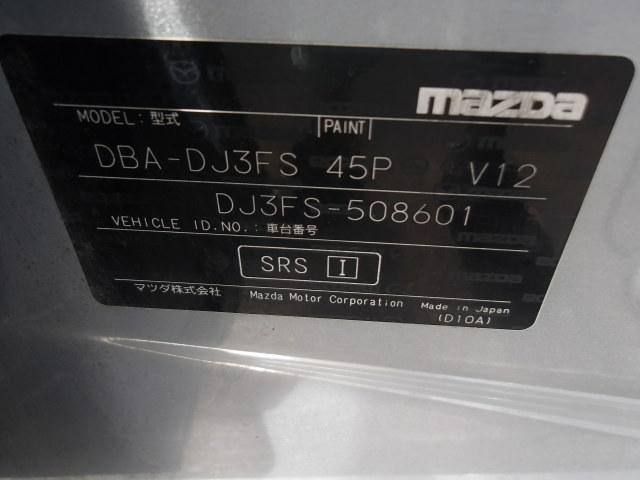 mazda
MODEL: 型式 PAINT
DBA-DJ3FS 45P V12
DJ3FS-508601
VEHICLE ID.NO.: 車台番号
SRS I
マツダ株式会社 Mazda Motor Corporation Made in Japan
(D10A)